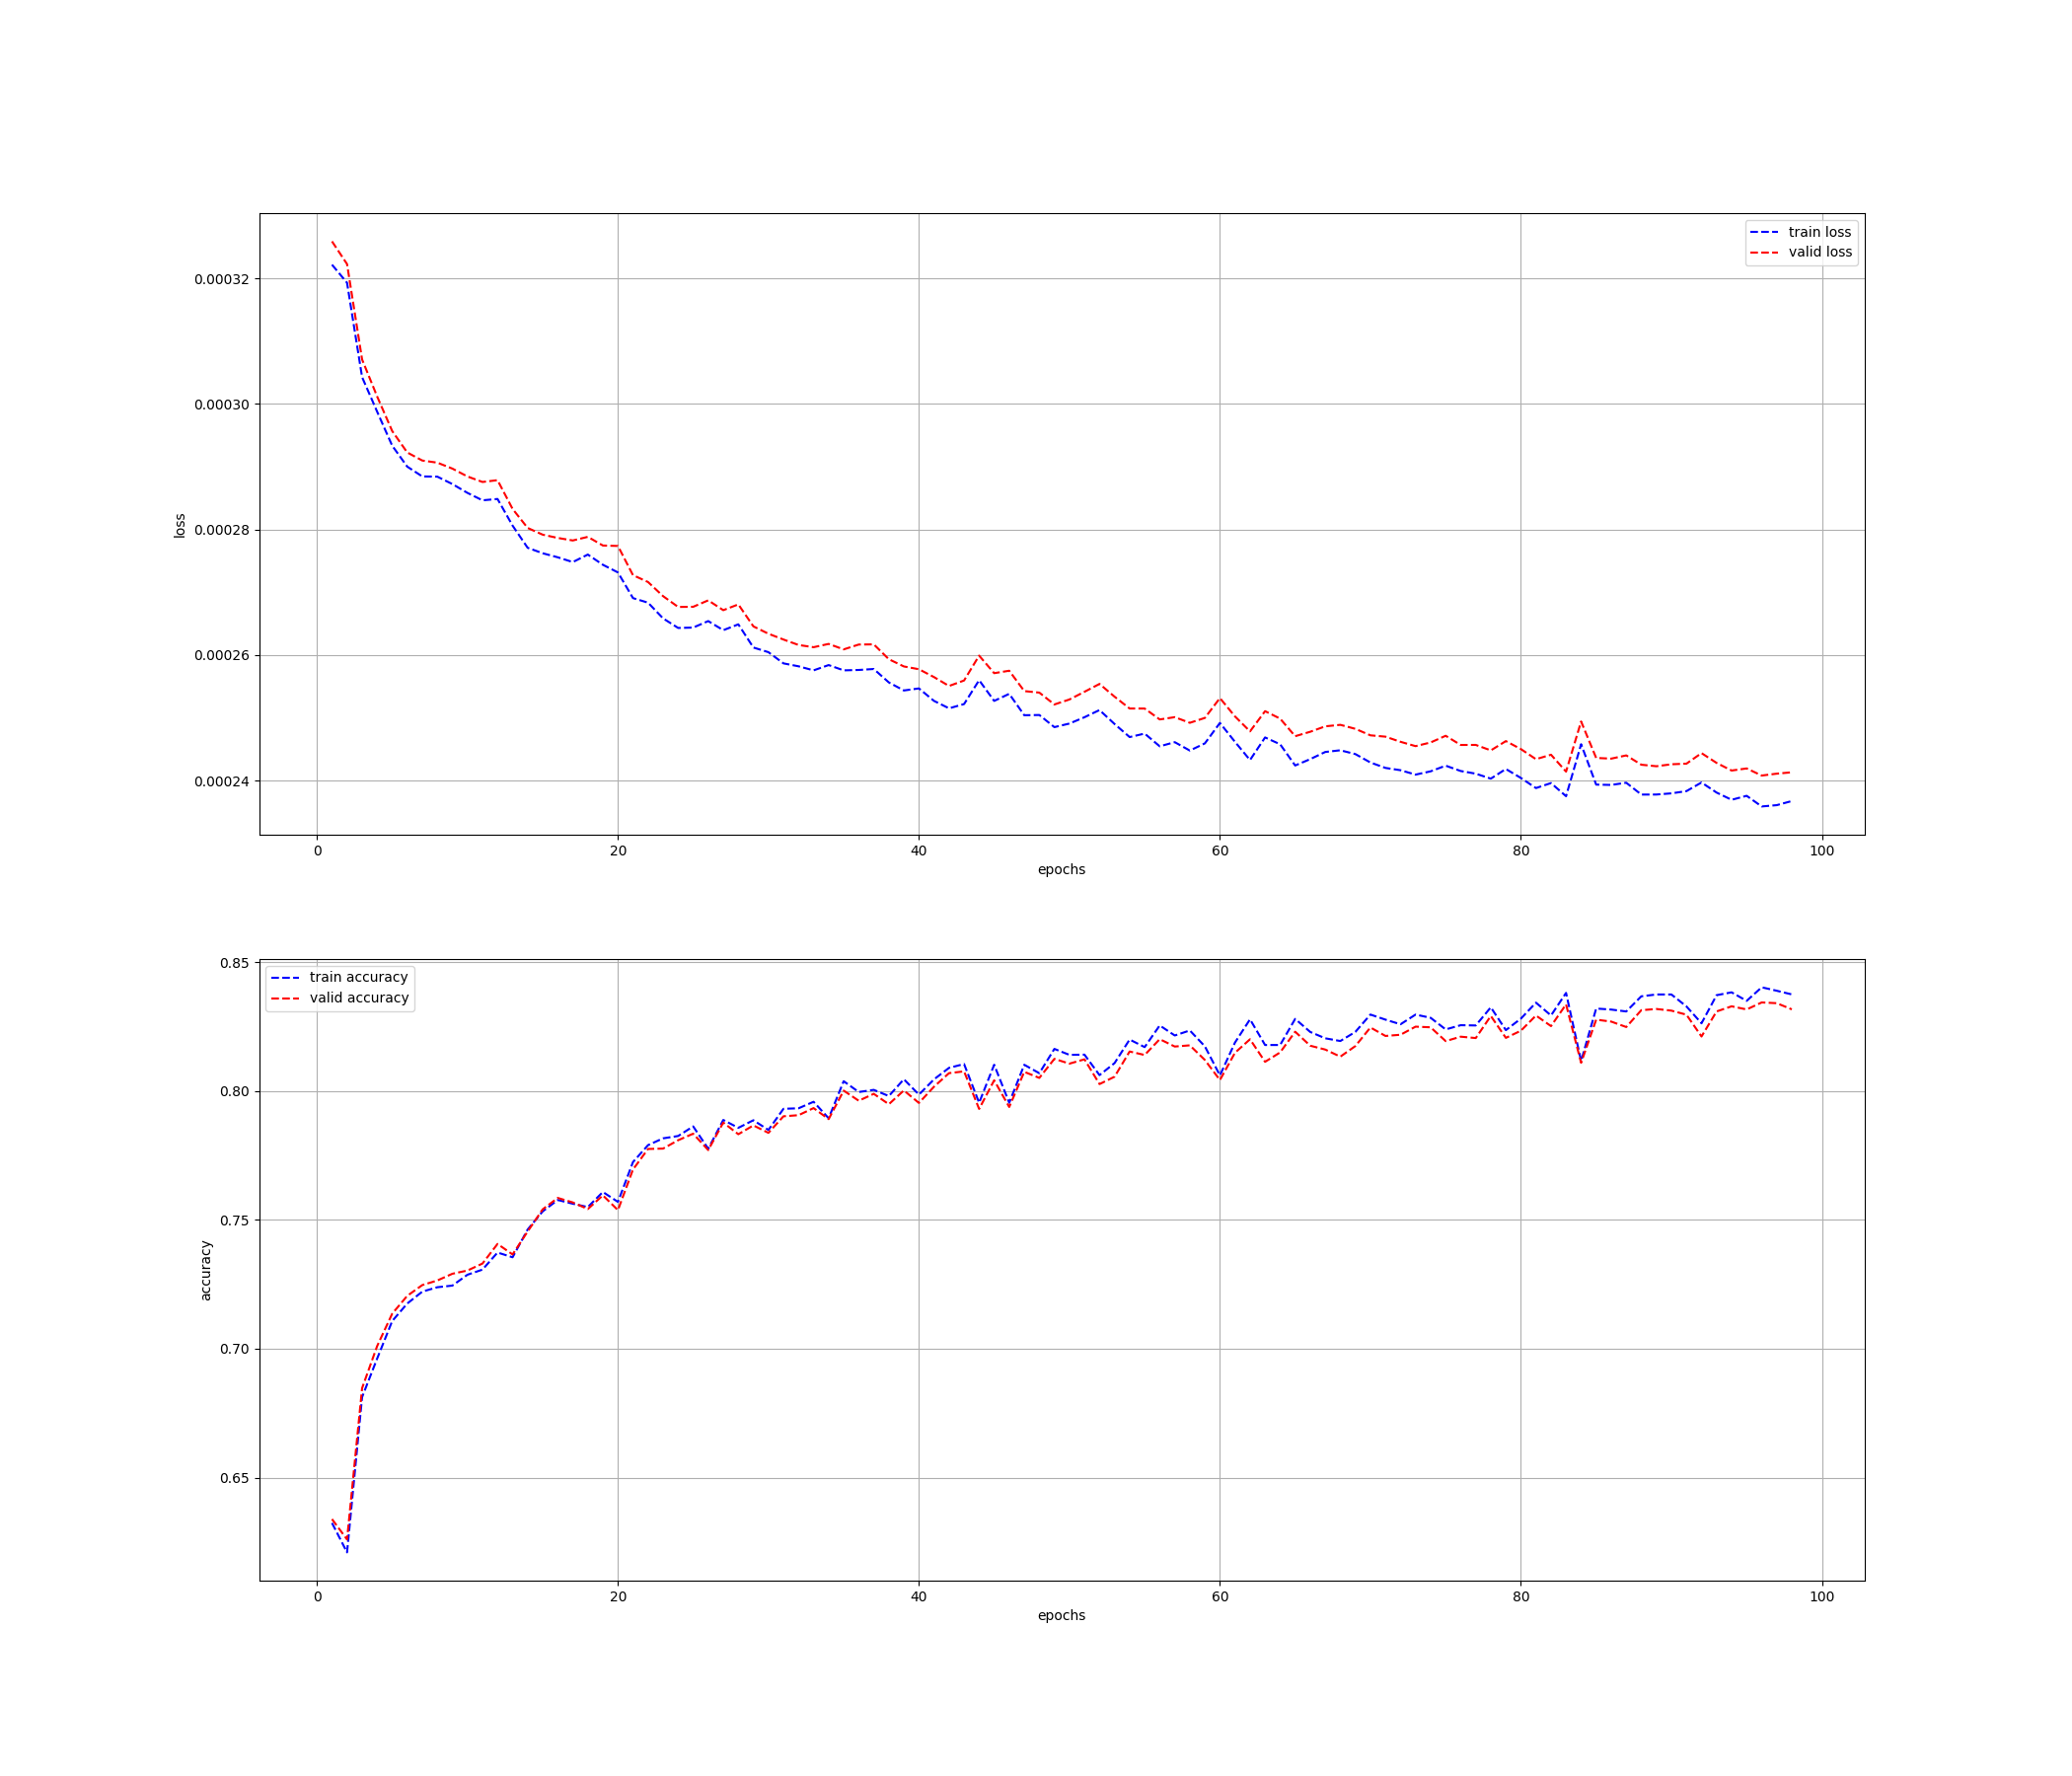 train loss
valid loss
0.00032
0.00030
0.00028
0.00026
0.00024
loss
0 20 40 60 80 100
epochs
train accuracy
valid accuracy
0.85
0.80
0.75
0.70
0.65
accuracy
0 20 40 60 80 100
epochs